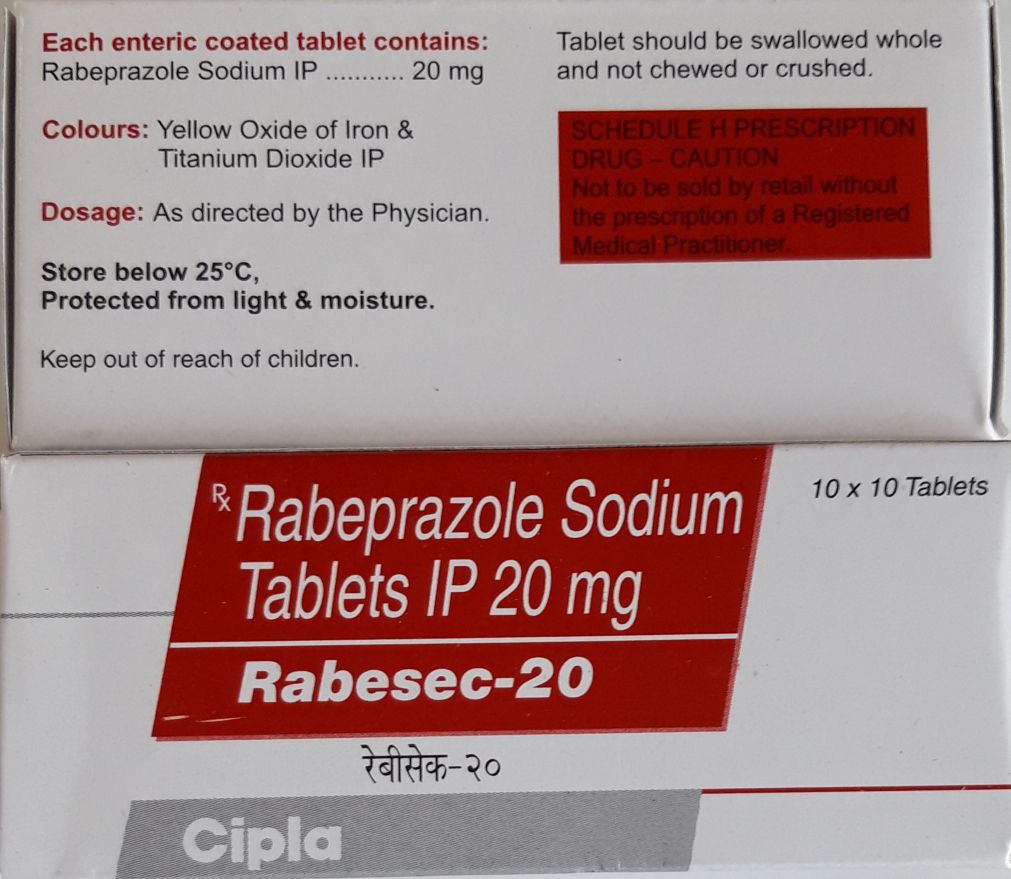 Each enteric coated tablet contains:
Rabeprazole Sodium IP ........... 20 mg
Colours: Yellow Oxide of Iron &
Titanium Dioxide IP
Dosage: As directed by the Physician.
Store below 25°C,
Protected from light & moisture.
Keep out of reach of children.
Tablet should be swallowed whole
and not chewed or crushed.
SCHEDULE H PRESCRIPTION
DRUG – CAUTION
Not to be sold by retail without
the prescription of a Registered
Medical Practitioner.
℞ Rabeprazole Sodium
Tablets IP 20 mg
10 x 10 Tablets
Rabesec-20
रेबीसेक-२०
Cipla